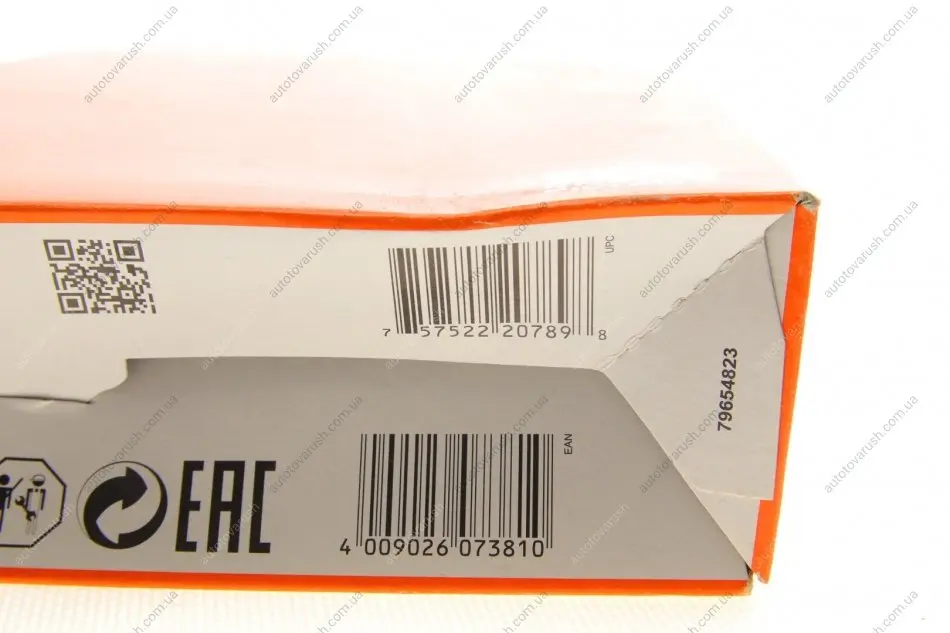 UPC
7 57522 20789 8
79654823
EAN
EAC
4 009026 073810
autotovarush.com.ua